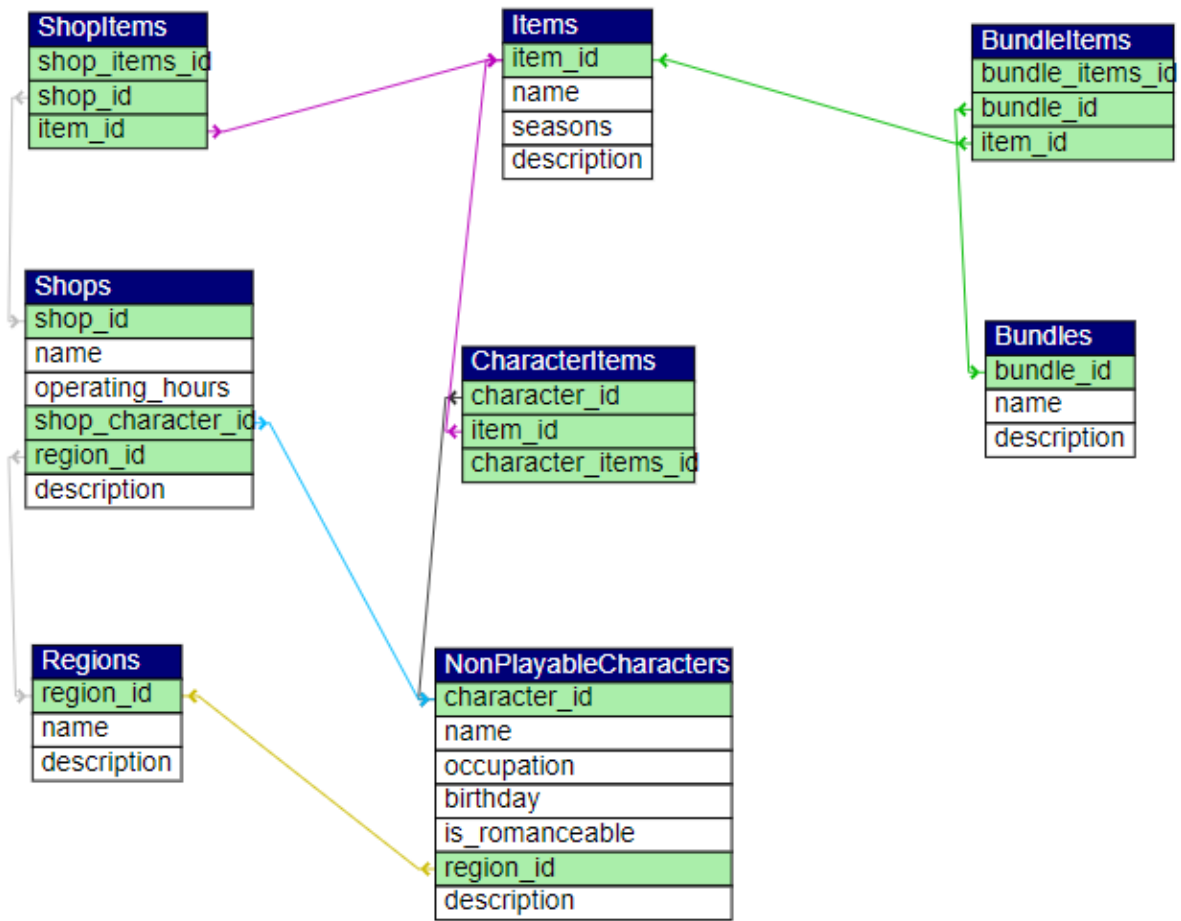 ShopItems
shop_items_id
shop_id
item_id
Items
item_id
name
seasons
description
BundleItems
bundle_items_id
bundle_id
item_id
Shops
shop_id
name
operating_hours
shop_character_id
region_id
description
CharacterItems
character_id
item_id
character_items_id
Bundles
bundle_id
name
description
Regions
region_id
name
description
NonPlayableCharacters
character_id
name
occupation
birthday
is_romanceable
region_id
description